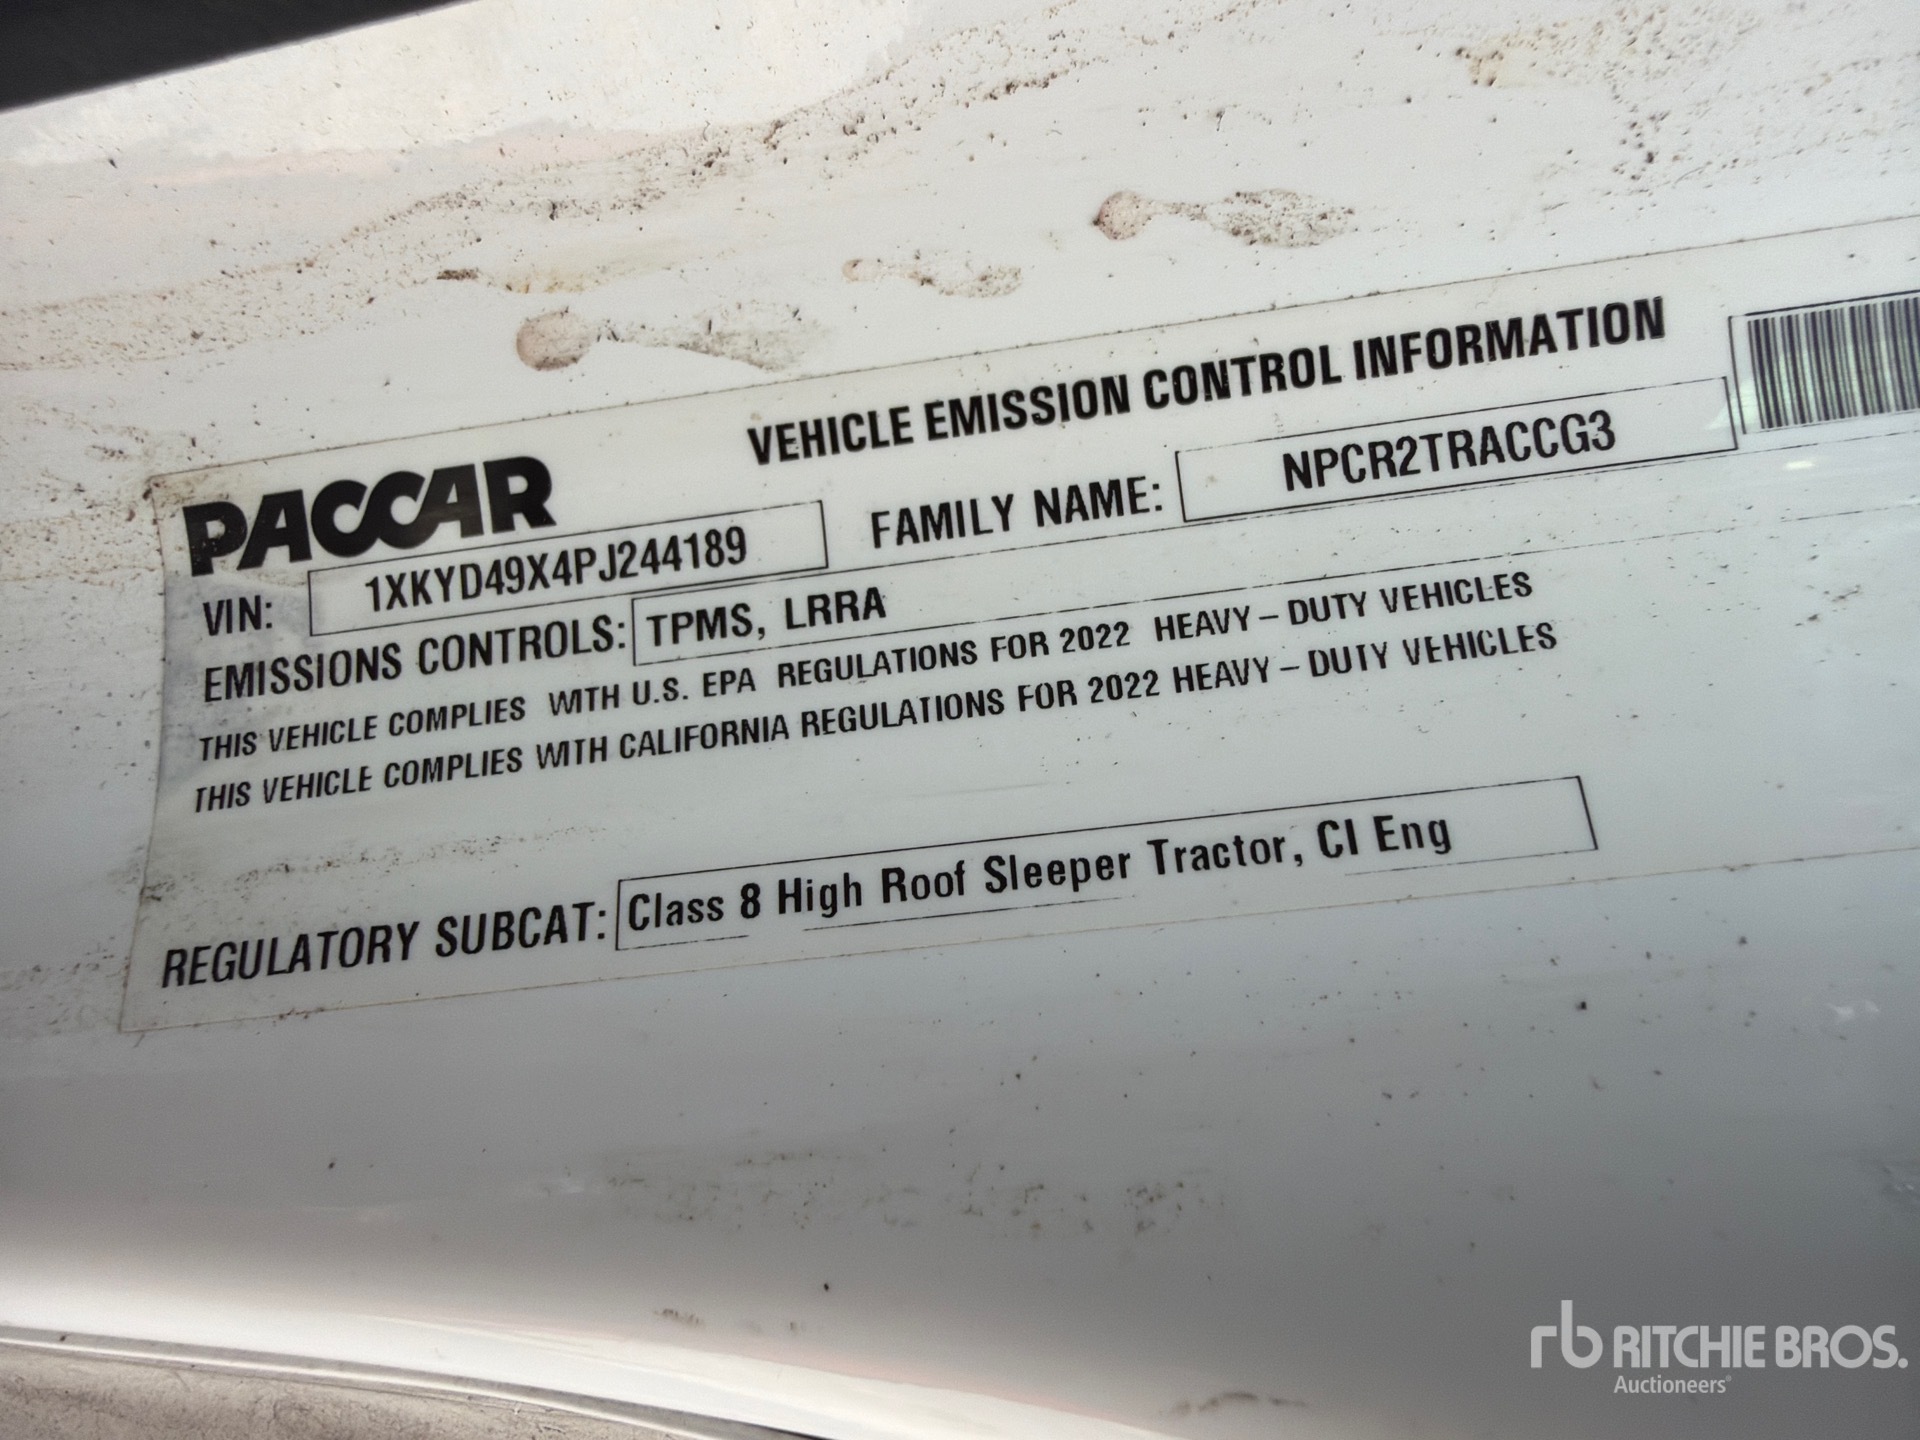 VEHICLE EMISSION CONTROL INFORMATION
PACCAR
VIN: 1XKYD49X4PJ244189 FAMILY NAME: NPCR2TRACCG3
EMISSIONS CONTROLS: TPMS, LRRA
THIS VEHICLE COMPLIES WITH U.S. EPA REGULATIONS FOR 2022 HEAVY – DUTY VEHICLES
THIS VEHICLE COMPLIES WITH CALIFORNIA REGULATIONS FOR 2022 HEAVY – DUTY VEHICLES
REGULATORY SUBCAT: Class 8 High Roof Sleeper Tractor, CI Eng
rb RITCHIE BROS.
Auctioneers®